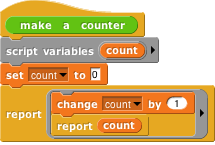 make a counter
script variables count
set count to 0
change count by 1
report
report count